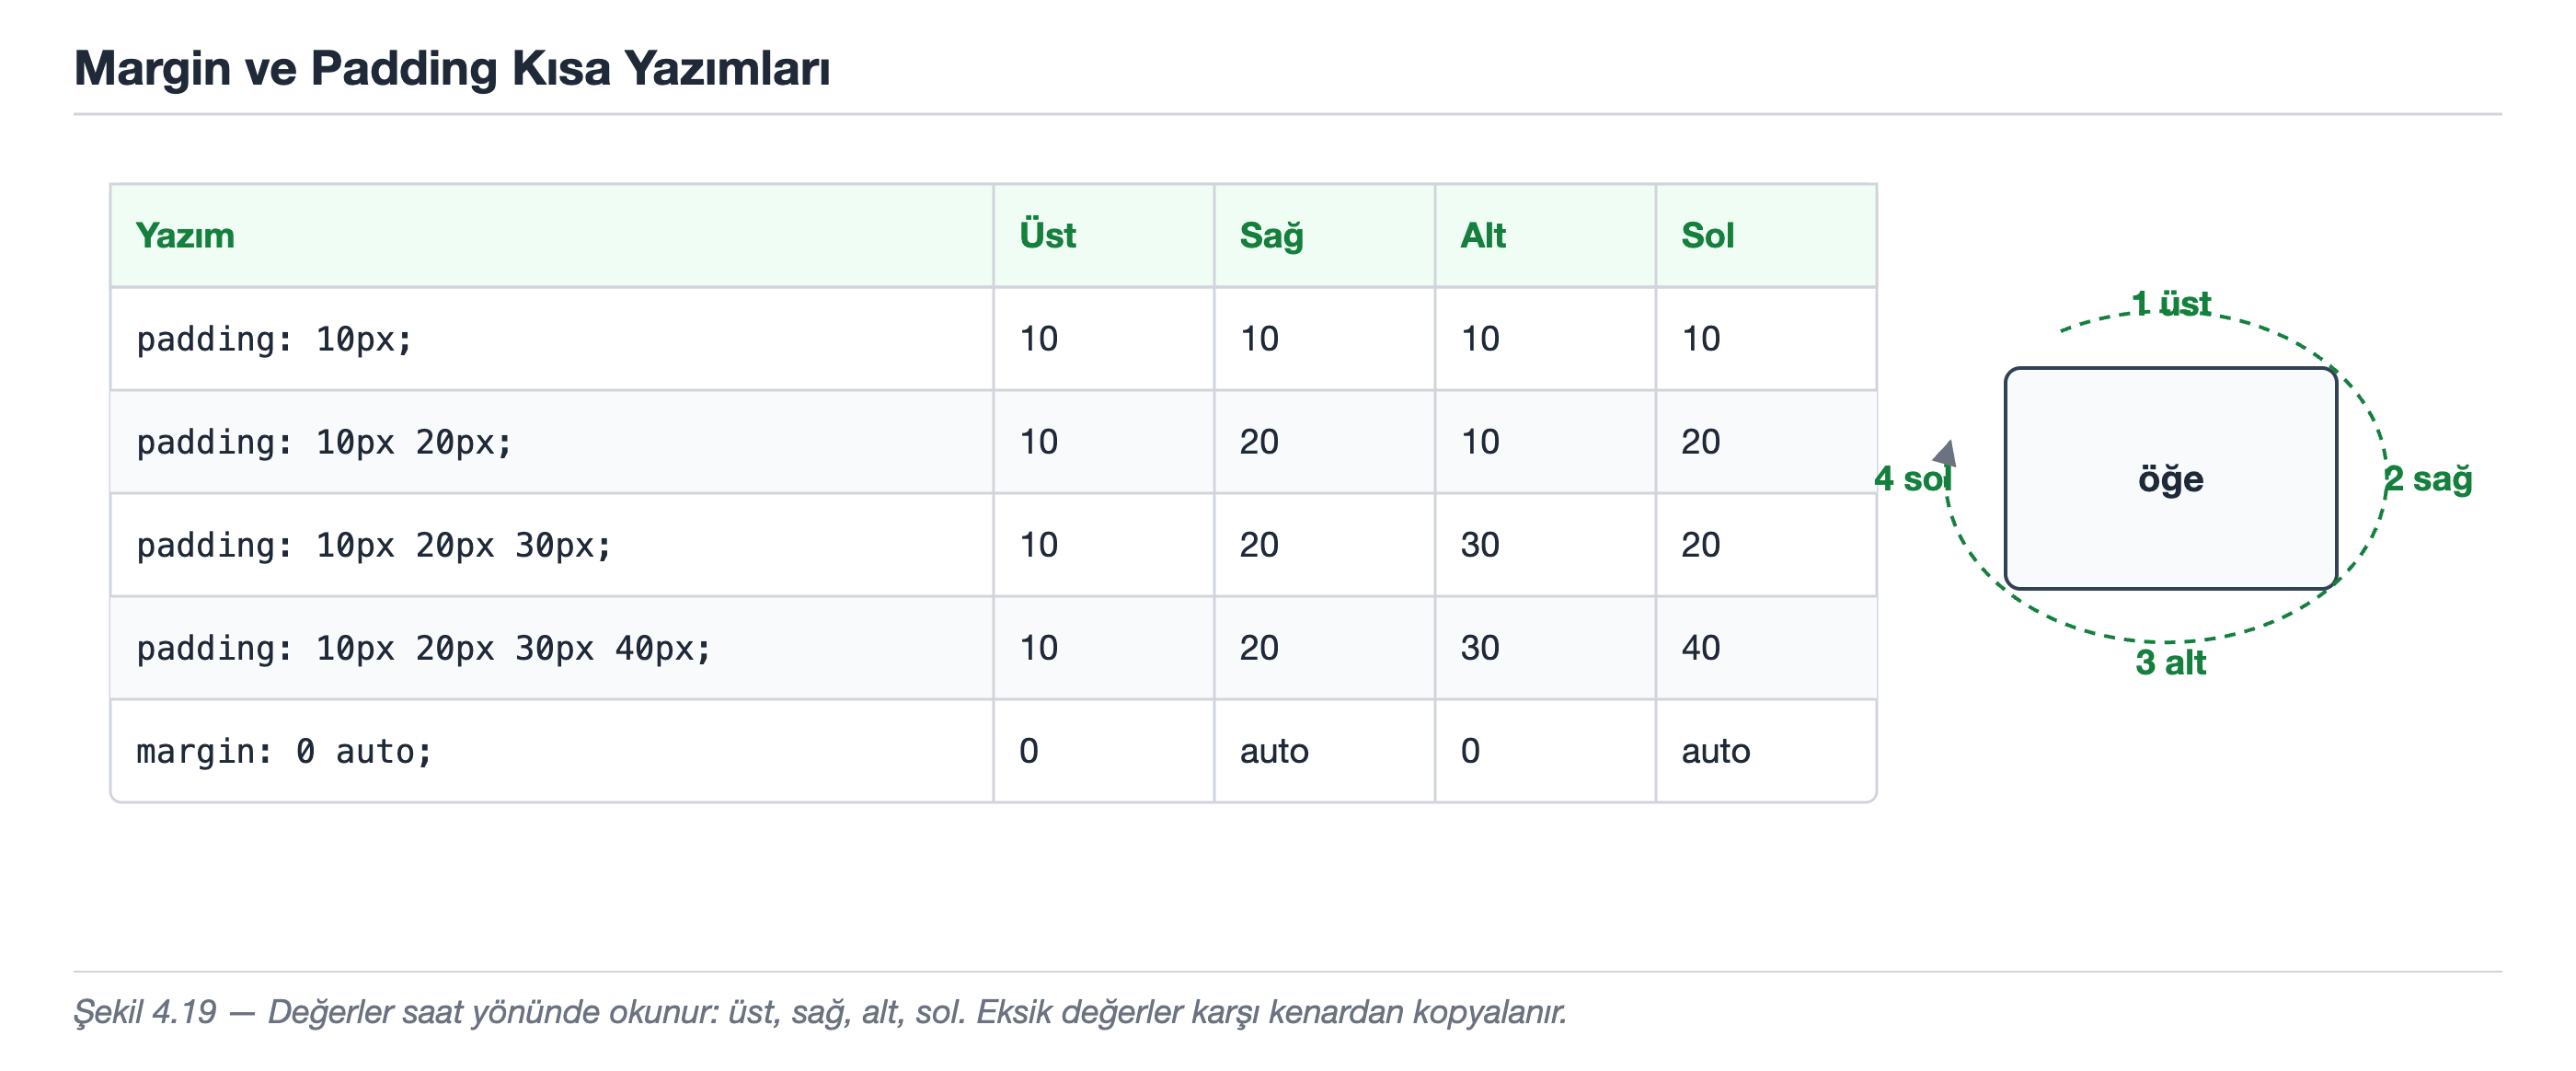 Margin ve Padding Kısa Yazımları
Yazım Üst Sağ Alt Sol
padding: 10px; 10 10 10 10
padding: 10px 20px; 10 20 10 20
padding: 10px 20px 30px; 10 20 30 20
padding: 10px 20px 30px 40px; 10 20 30 40
margin: 0 auto; 0 auto 0 auto
1 üst
4 sol öğe 2 sağ
3 alt
Şekil 4.19 — Değerler saat yönünde okunur: üst, sağ, alt, sol. Eksik değerler karşı kenardan kopyalanır.